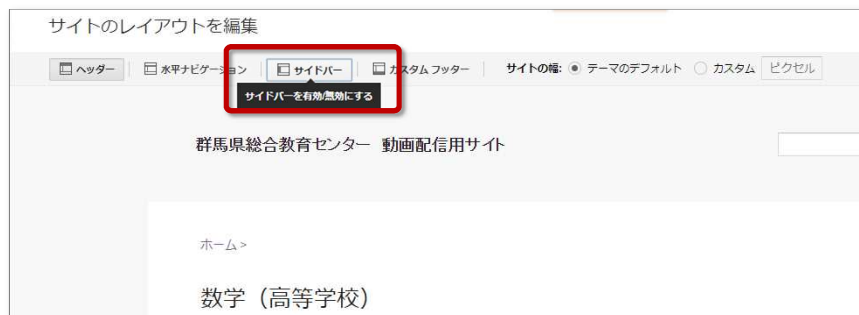 サイトのレイアウトを編集
ヘッダー 水平ナビゲーション サイドバー カスタム フッター サイトの幅: テーマのデフォルト カスタム ピクセル
サイドバーを有効/無効にする
群馬県総合教育センター 動画配信用サイト
ホーム >
数学（高等学校）